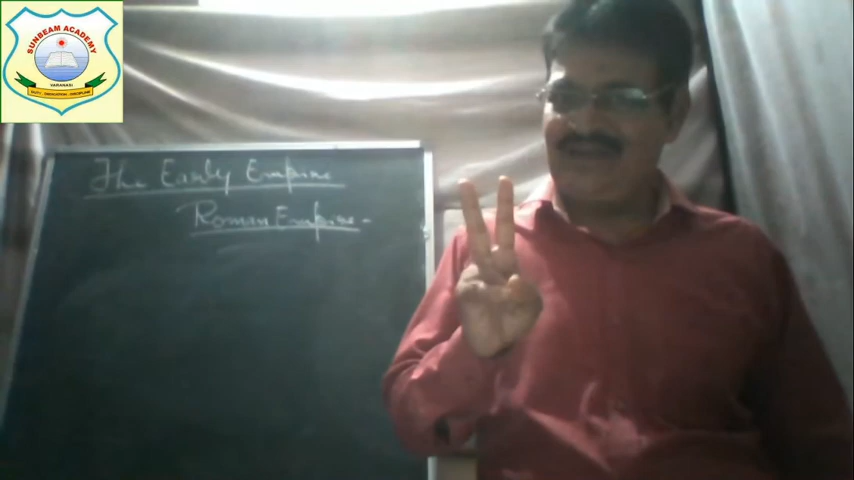 SUNBEAM ACADEMY
VARANASI
The Early Empire
Roman Empire -